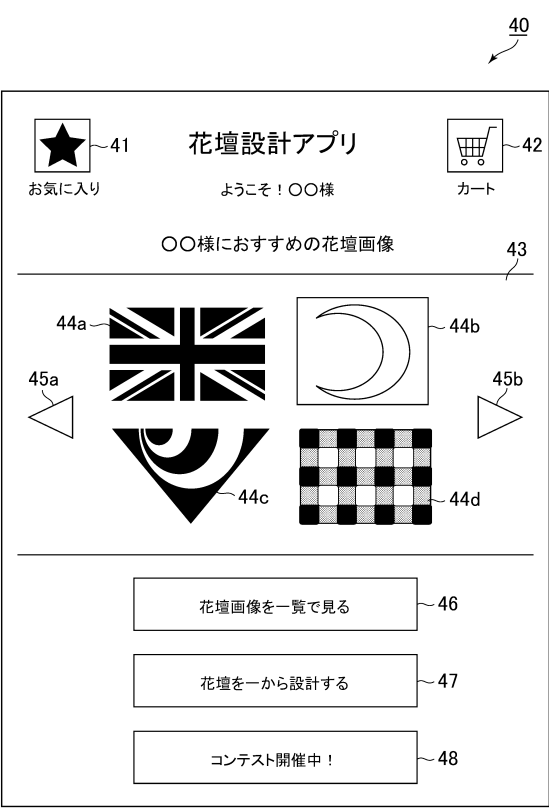 40
41
花壇設計アプリ
42
お気に入り
ようこそ！〇〇様
カート
〇〇様におすすめの花壇画像
43
44a
44b
45a
45b
44c
44d
花壇画像を一覧で見る
46
花壇を一から設計する
47
コンテスト開催中！
48